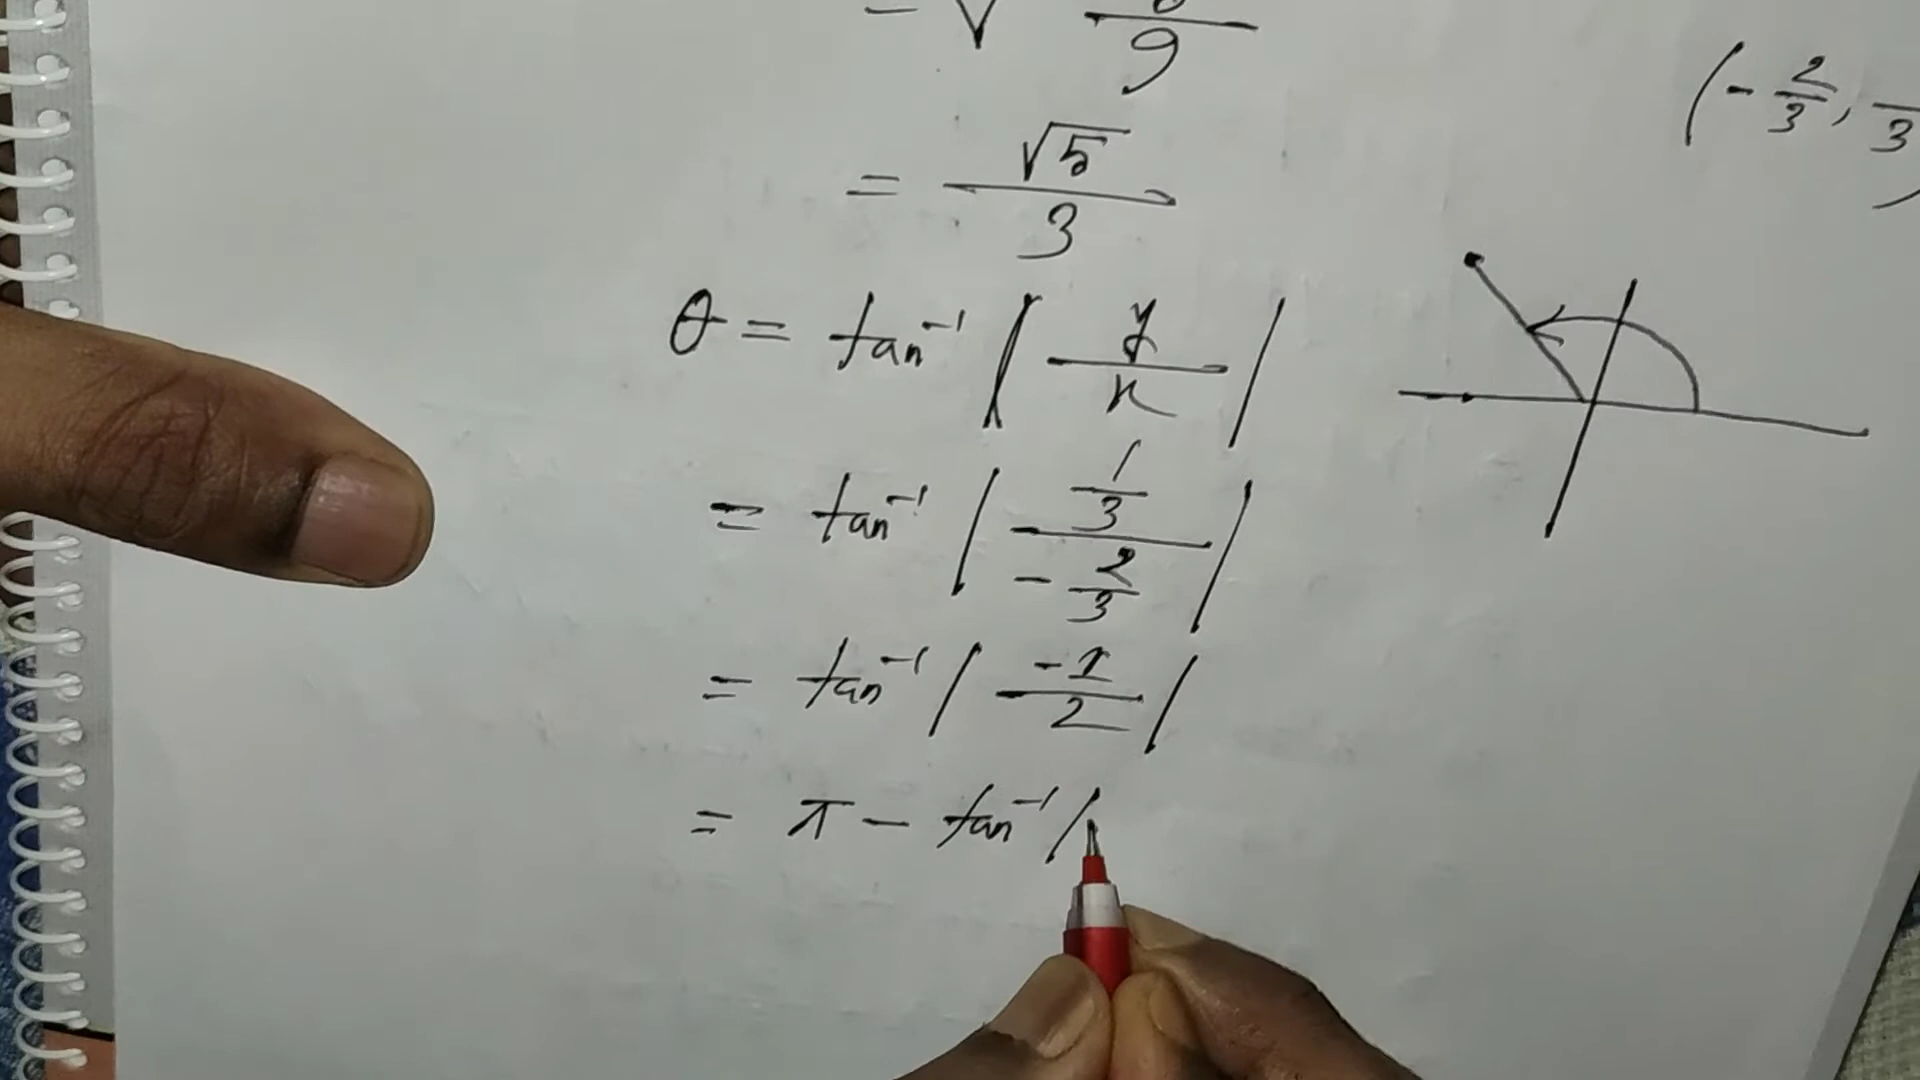 = √ /9
= √5/3
(-2/3, /3)
θ = tan⁻¹ |y/x|
= tan⁻¹ |(1/3)/(-2/3)|
= tan⁻¹ |-1/2|
= π - tan⁻¹ |